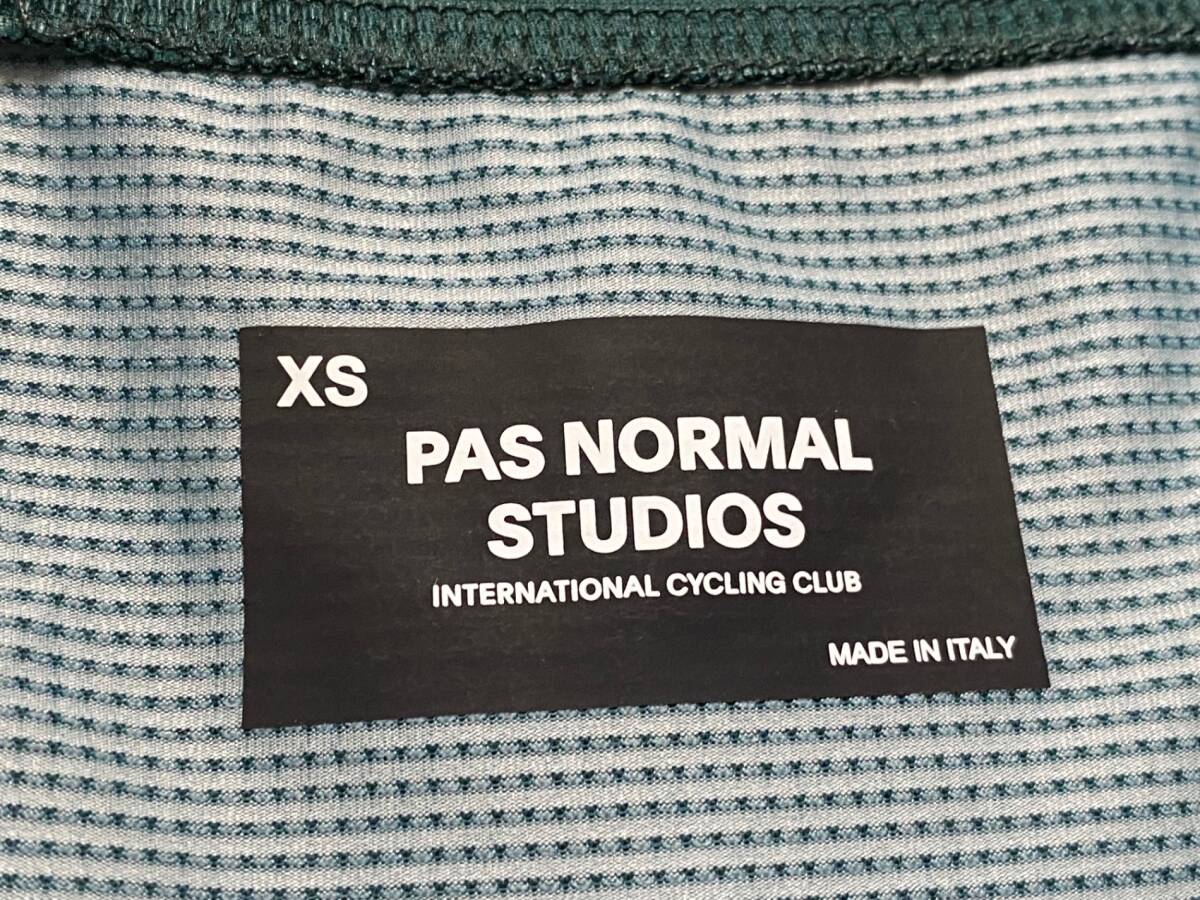 XS
PAS NORMAL
STUDIOS
INTERNATIONAL CYCLING CLUB
MADE IN ITALY